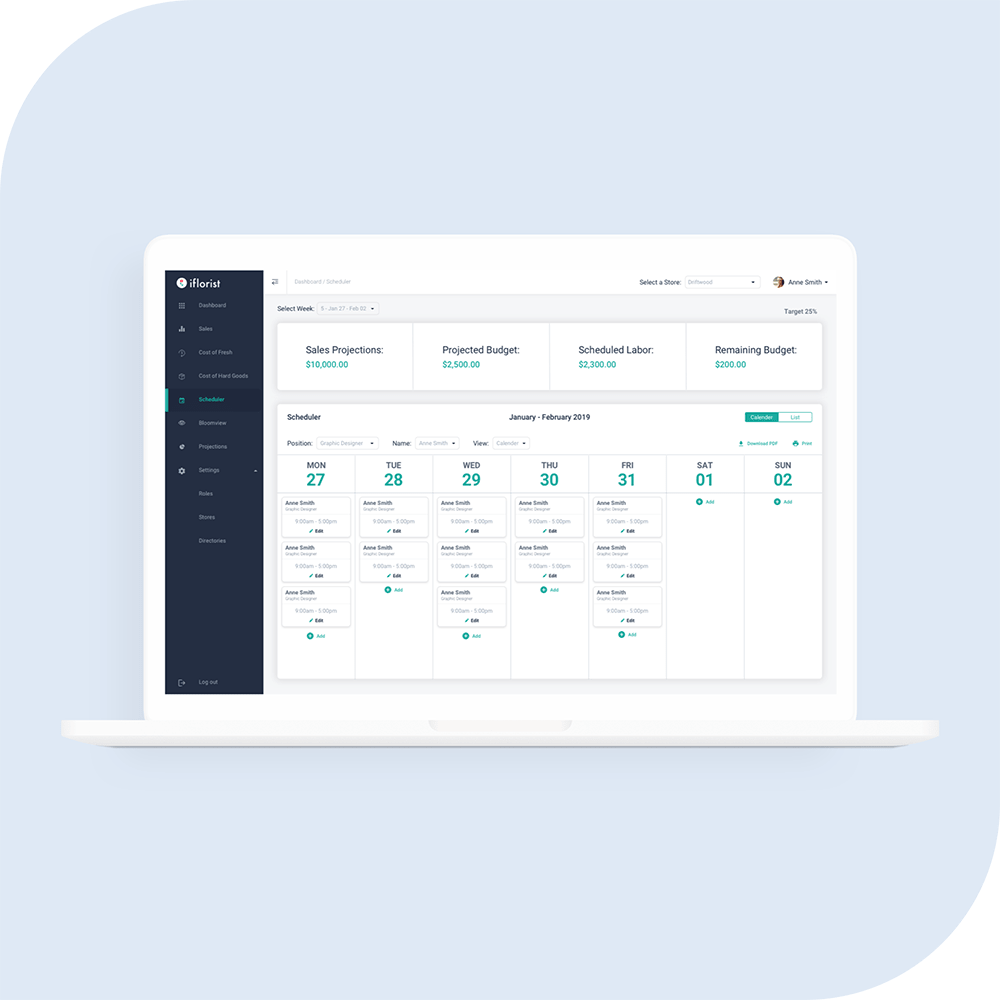 iflorist
Dashboard
Sales
Cost of Fresh
Cost of Hard Goods
Scheduler
Bloomview
Projections
Settings
Roles
Stores
Directories
Log out
Dashboard / Scheduler
Select a Store: Driftwood
Anne Smith
Select Week: 5 - Jan 27 - Feb 02
Target 25%
Sales Projections: Projected Budget: Scheduled Labor: Remaining Budget:
$10,000.00 $2,500.00 $2,300.00 $200.00
Scheduler January - February 2019 Calender List
Position: Graphic Designer Name: Anne Smith View: Calender Download PDF Print
MON TUE WED THU FRI SAT SUN
27 28 29 30 31 01 02
Anne Smith Anne Smith Anne Smith Anne Smith Anne Smith Add Add
Graphic Designer Graphic Designer Graphic Designer Graphic Designer Graphic Designer
9:00am - 5:00pm 9:00am - 5:00pm 9:00am - 5:00pm 9:00am - 5:00pm 9:00am - 5:00pm
Edit Edit Edit Edit Edit
Anne Smith Anne Smith Anne Smith Anne Smith Anne Smith
Graphic Designer Graphic Designer Graphic Designer Graphic Designer Graphic Designer
9:00am - 5:00pm 9:00am - 5:00pm 9:00am - 5:00pm 9:00am - 5:00pm 9:00am - 5:00pm
Edit Edit Edit Edit Edit
Anne Smith Add Anne Smith Add Anne Smith
Graphic Designer Graphic Designer Graphic Designer
9:00am - 5:00pm 9:00am - 5:00pm 9:00am - 5:00pm
Edit Edit Edit
Add Add Add